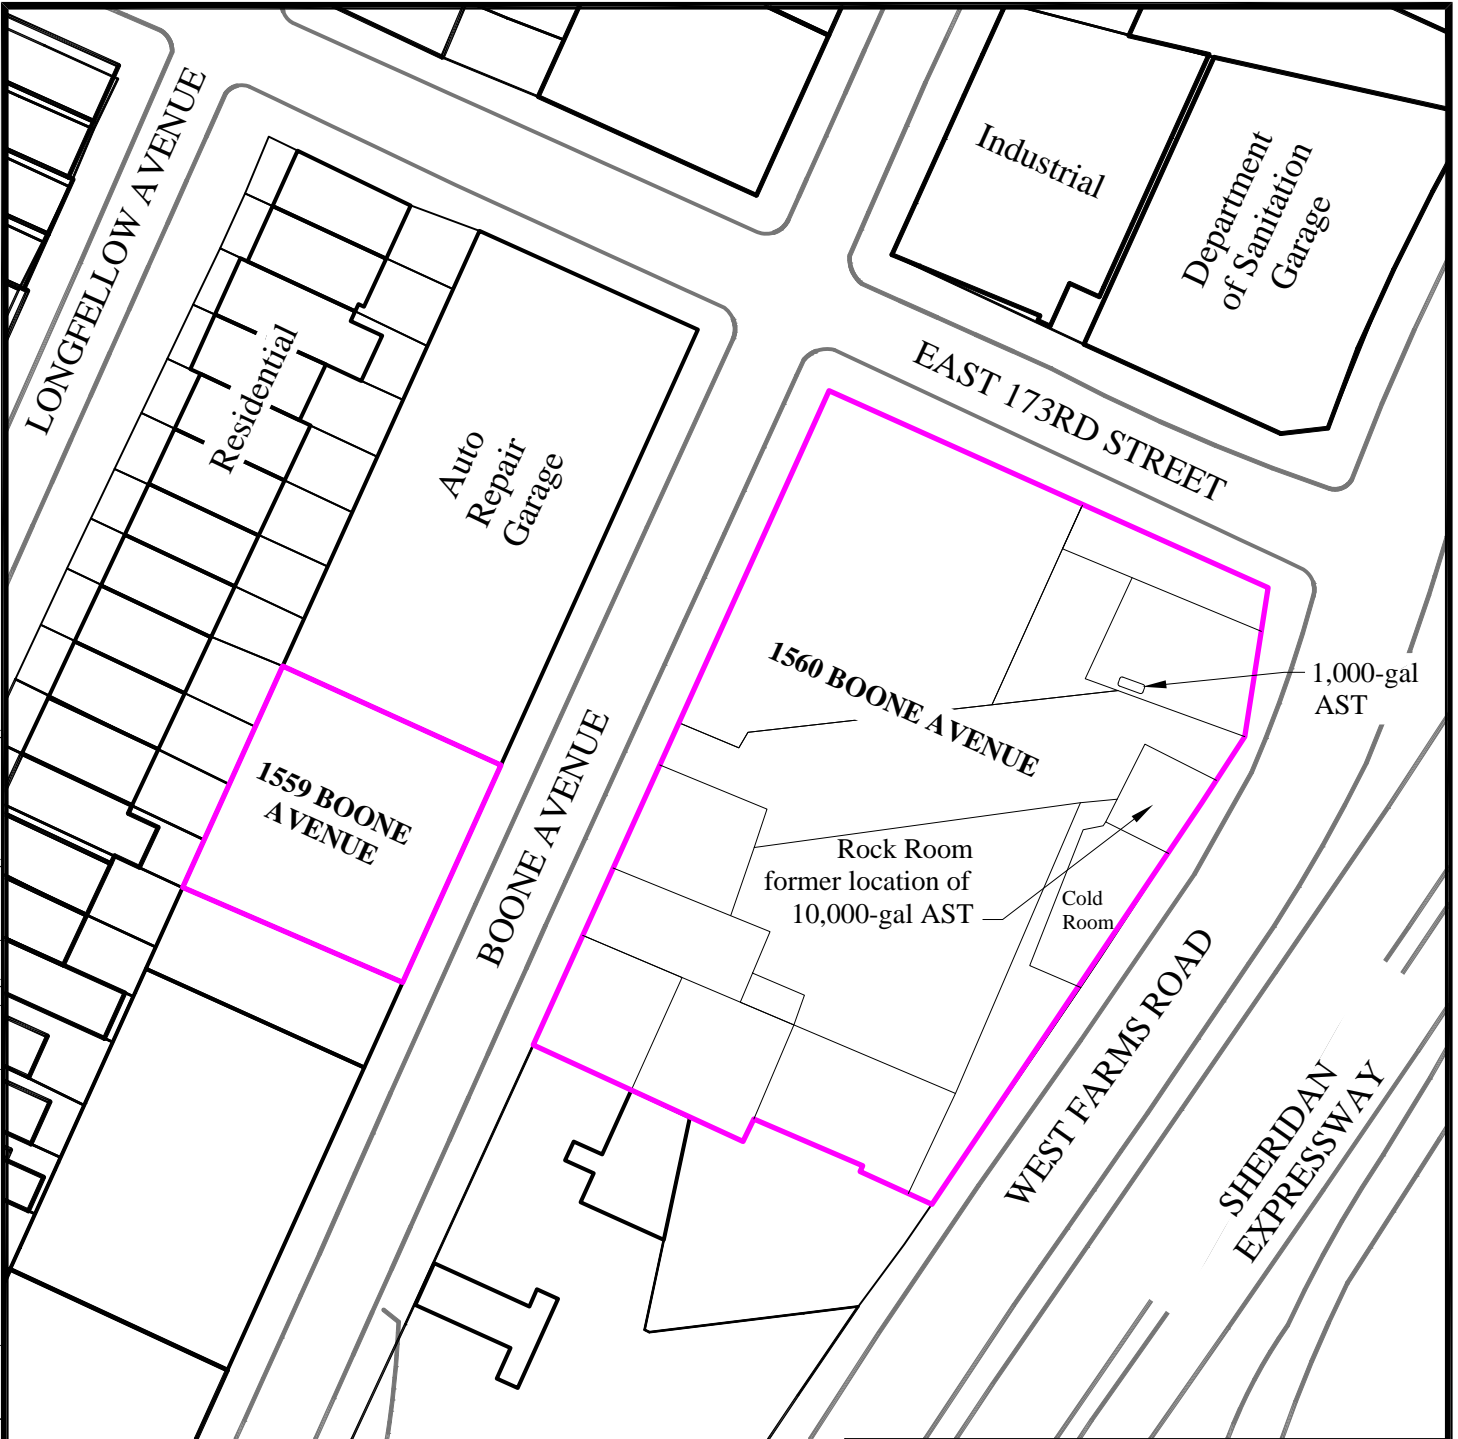 Industrial
Department
of Sanitation
Garage
LONGFELLOW AVENUE
Residential
Auto
Repair
Garage
EAST 173RD STREET
1560 BOONE AVENUE
1,000-gal
AST
1559 BOONE
AVENUE
BOONE AVENUE
Rock Room
former location of
10,000-gal AST
Cold
Room
WEST FARMS ROAD
SHERIDAN
EXPRESSWAY